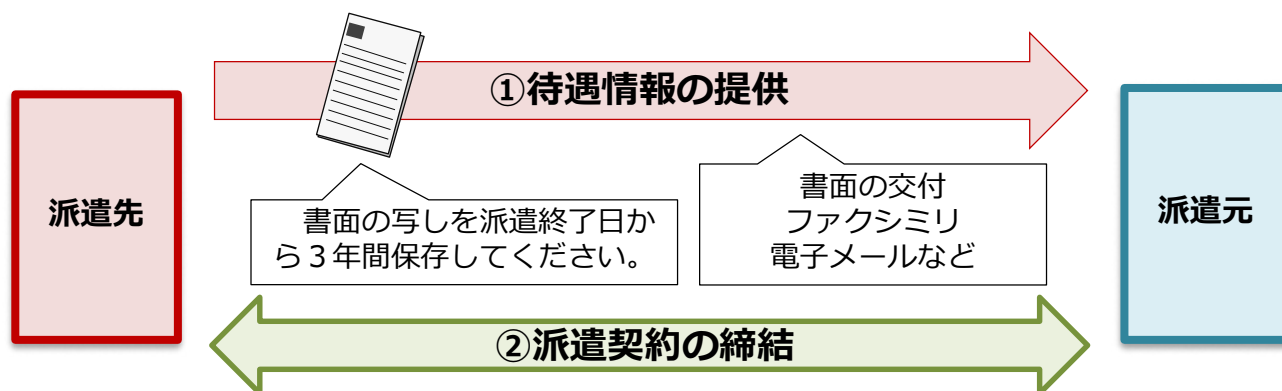 ①待遇情報の提供
派遣先
書面の写しを派遣終了日か
ら３年間保存してください。
書面の交付
ファクシミリ
電子メールなど
派遣元
②派遣契約の締結